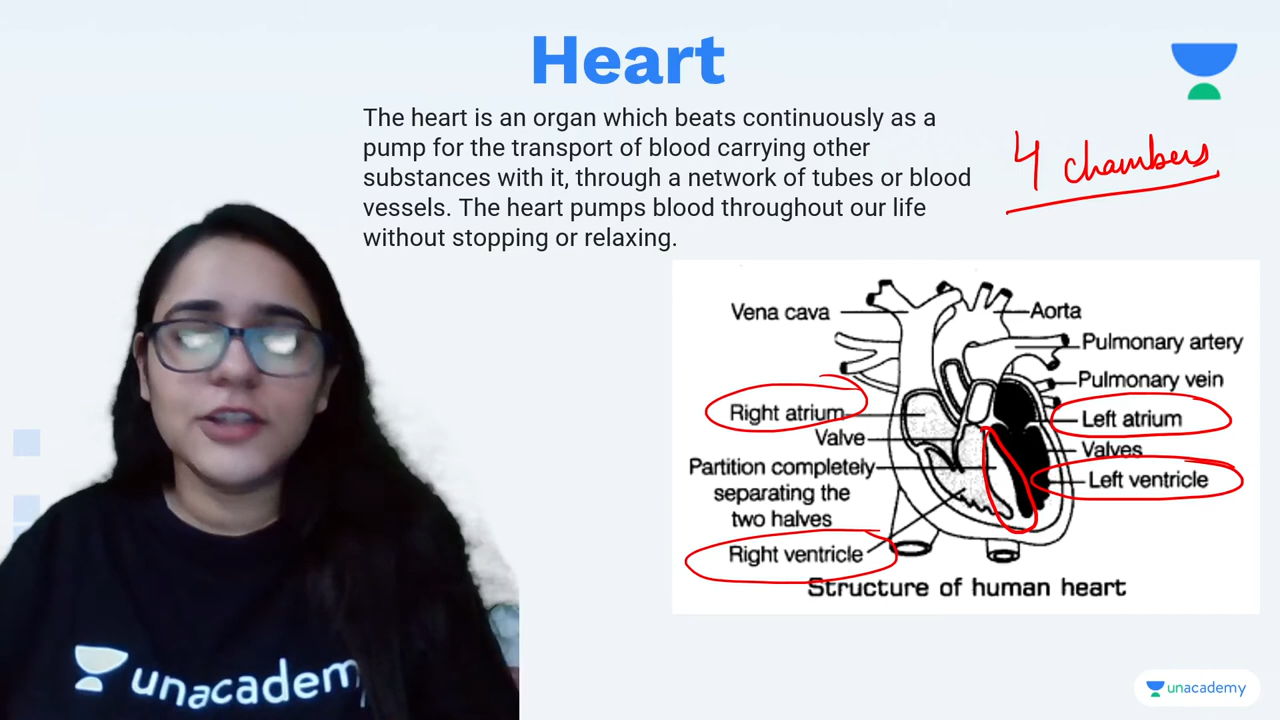 Heart
The heart is an organ which beats continuously as a
pump for the transport of blood carrying other
substances with it, through a network of tubes or blood
vessels. The heart pumps blood throughout our life
without stopping or relaxing.
4 chambers
Vena cava
Aorta
Pulmonary artery
Pulmonary vein
Right atrium
Left atrium
Valve
Valves
Partition completely
separating the
two halves
Left ventricle
Right ventricle
Structure of human heart
unacademy
unacademy